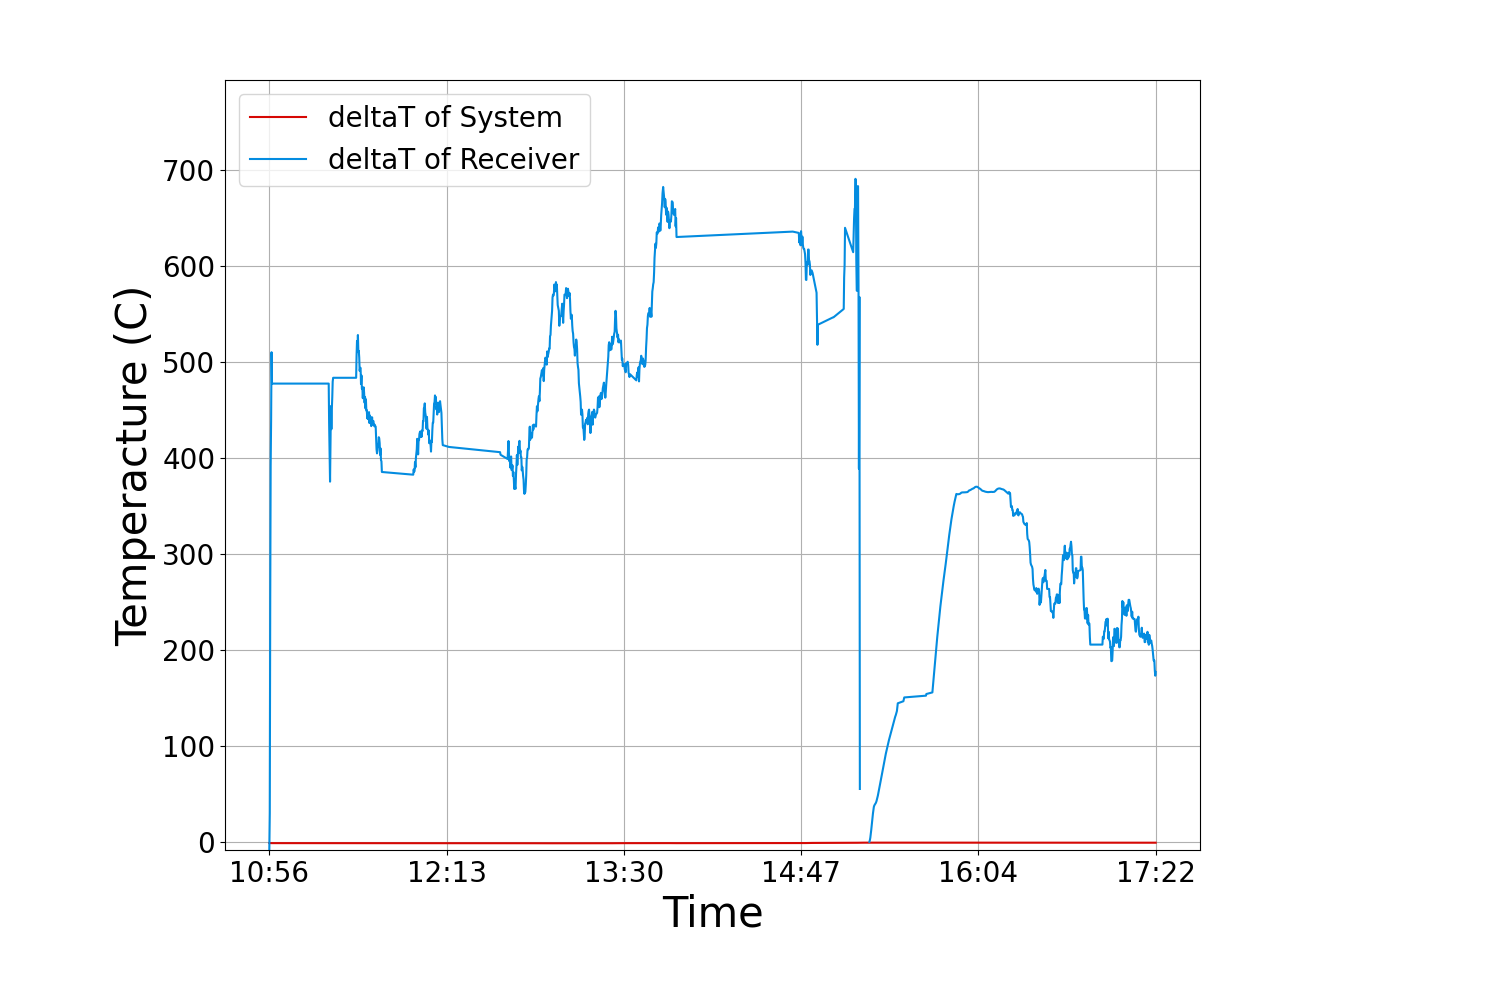 deltaT of System
deltaT of Receiver
700
600
500
400
300
200
100
0
Temperacture (C)
10:56 12:13 13:30 14:47 16:04 17:22
Time